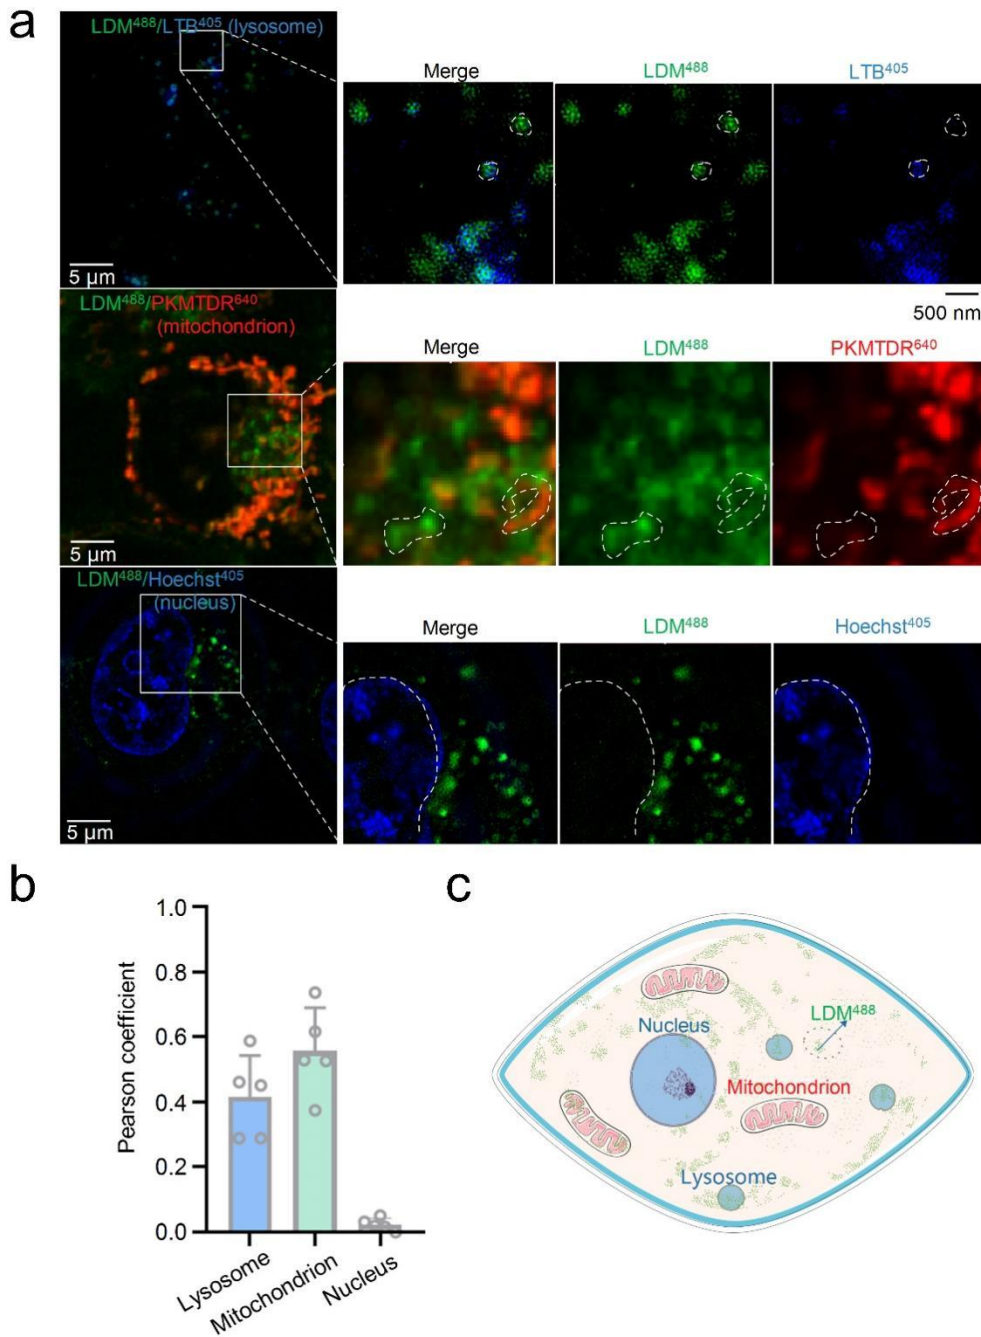 a
LDM⁴⁸⁸/LTB⁴⁰⁵ (lysosome)
5 µm
Merge
LDM⁴⁸⁸
LTB⁴⁰⁵
500 nm
LDM⁴⁸⁸/PKMTDR⁶⁴⁰
(mitochondrion)
5 µm
Merge
LDM⁴⁸⁸
PKMTDR⁶⁴⁰
LDM⁴⁸⁸/Hoechst⁴⁰⁵
(nucleus)
5 µm
Merge
LDM⁴⁸⁸
Hoechst⁴⁰⁵
b
Pearson coefficient
1.0
0.8
0.6
0.4
0.2
0.0
Lysosome
Mitochondrion
Nucleus
c
LDM⁴⁸⁸
Nucleus
Mitochondrion
Lysosome